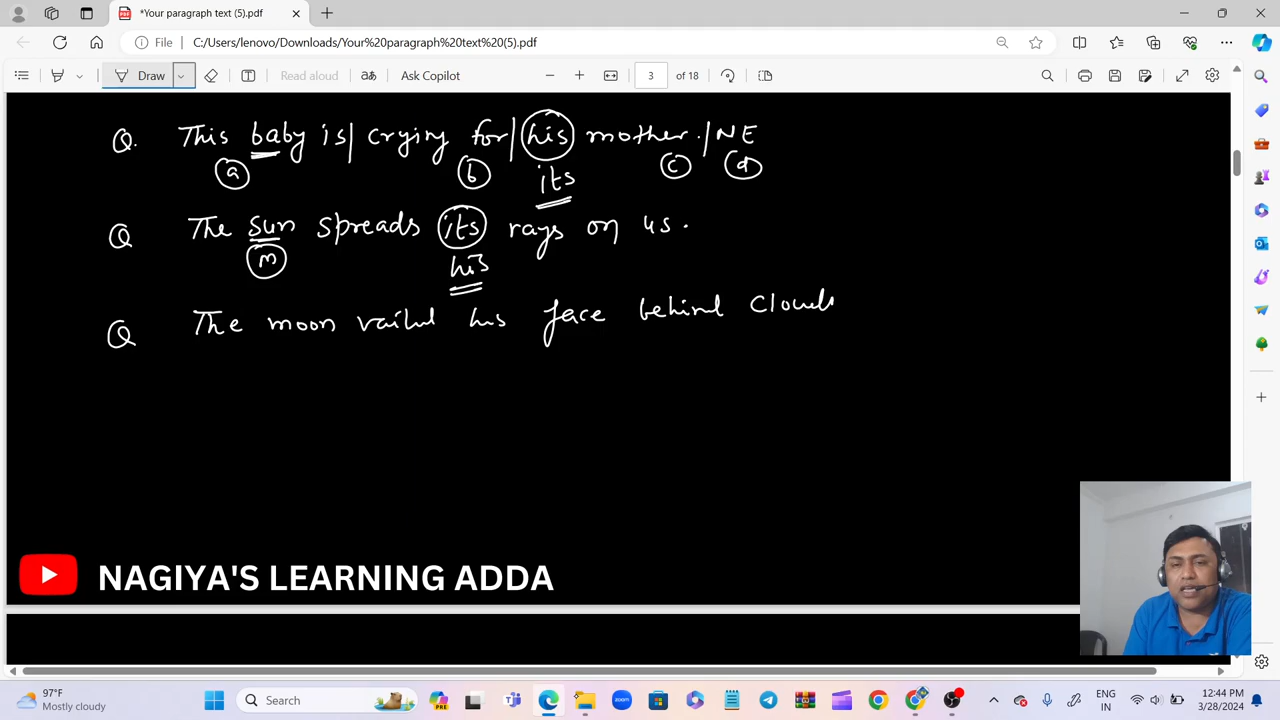 *Your paragraph text (5).pdf
File C:/Users/lenovo/Downloads/Your%20paragraph%20text%20(5).pdf
Draw Read aloud Ask Copilot 3 of 18
Q. This baby is/ crying for/ his mother./NE
a b its c d
Q The sun spreads its rays on us.
m his
Q The moon his face behind clouds
NAGIYA'S LEARNING ADDA
97°F
Mostly cloudy
Search
PRE
ENG
IN
12:44 PM
3/28/2024